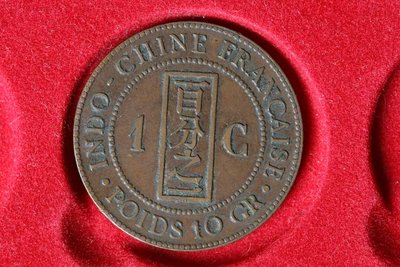 INDO-CHINE FRANÇAISE
1 百分之一 C
· POIDS 10 GR ·